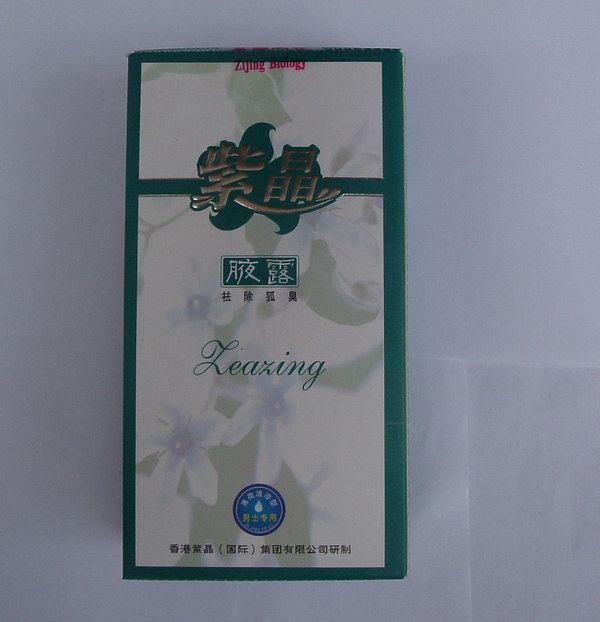 Zijing Biology
紫晶
腋露
祛除狐臭
Zeazing
男士专用
香港紫晶（国际）集团有限公司研制